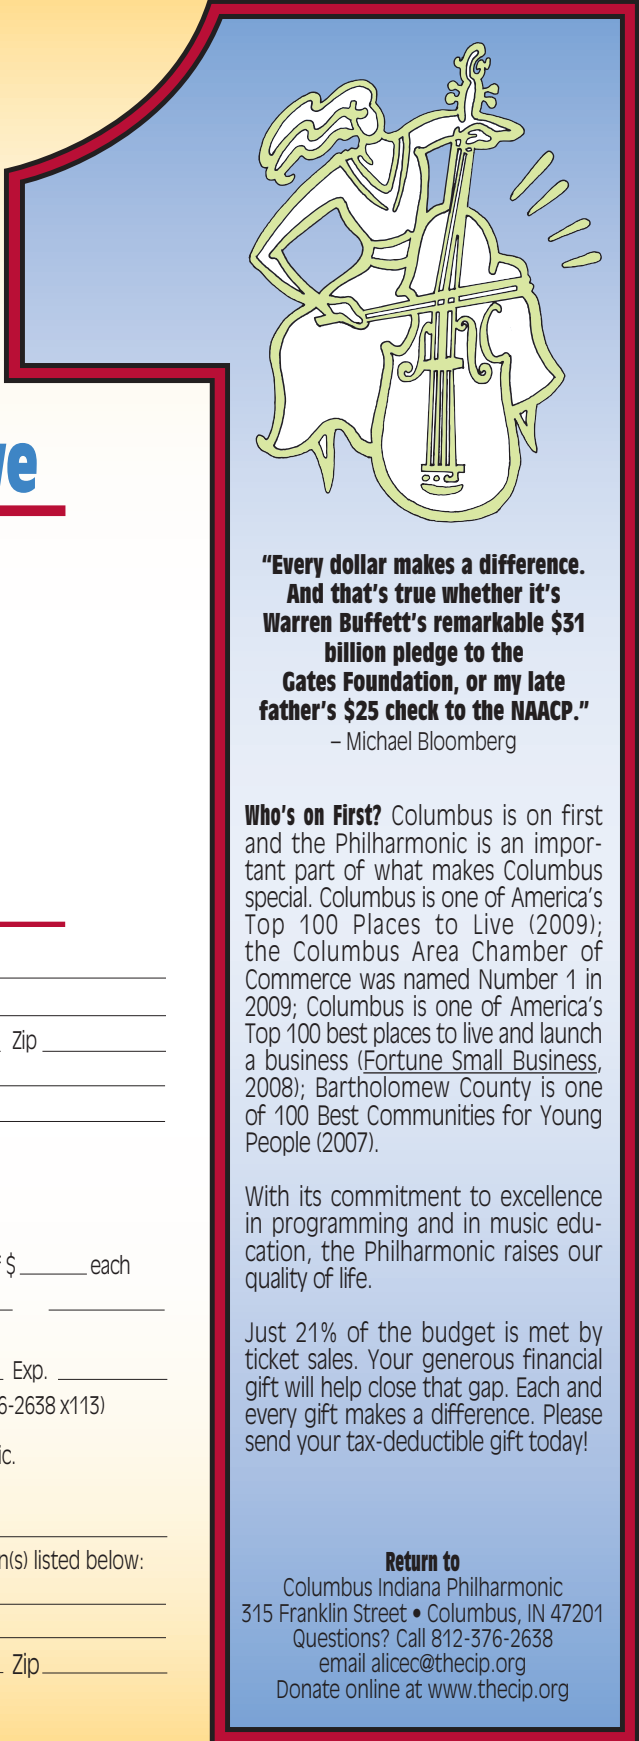 ve
Zip
$ each
Exp.
6-2638 x113)
ic.
n(s) listed below:
Zip
“Every dollar makes a difference.
And that’s true whether it’s
Warren Buffett’s remarkable $31
billion pledge to the
Gates Foundation, or my late
father’s $25 check to the NAACP.”
– Michael Bloomberg
Who’s on First? Columbus is on first
and the Philharmonic is an impor-
tant part of what makes Columbus
special. Columbus is one of America’s
Top 100 Places to Live (2009);
the Columbus Area Chamber of
Commerce was named Number 1 in
2009; Columbus is one of America’s
Top 100 best places to live and launch
a business (Fortune Small Business,
2008); Bartholomew County is one
of 100 Best Communities for Young
People (2007).
With its commitment to excellence
in programming and in music edu-
cation, the Philharmonic raises our
quality of life.
Just 21% of the budget is met by
ticket sales. Your generous financial
gift will help close that gap. Each and
every gift makes a difference. Please
send your tax-deductible gift today!
Return to
Columbus Indiana Philharmonic
315 Franklin Street • Columbus, IN 47201
Questions? Call 812-376-2638
email alicec@thecip.org
Donate online at www.thecip.org